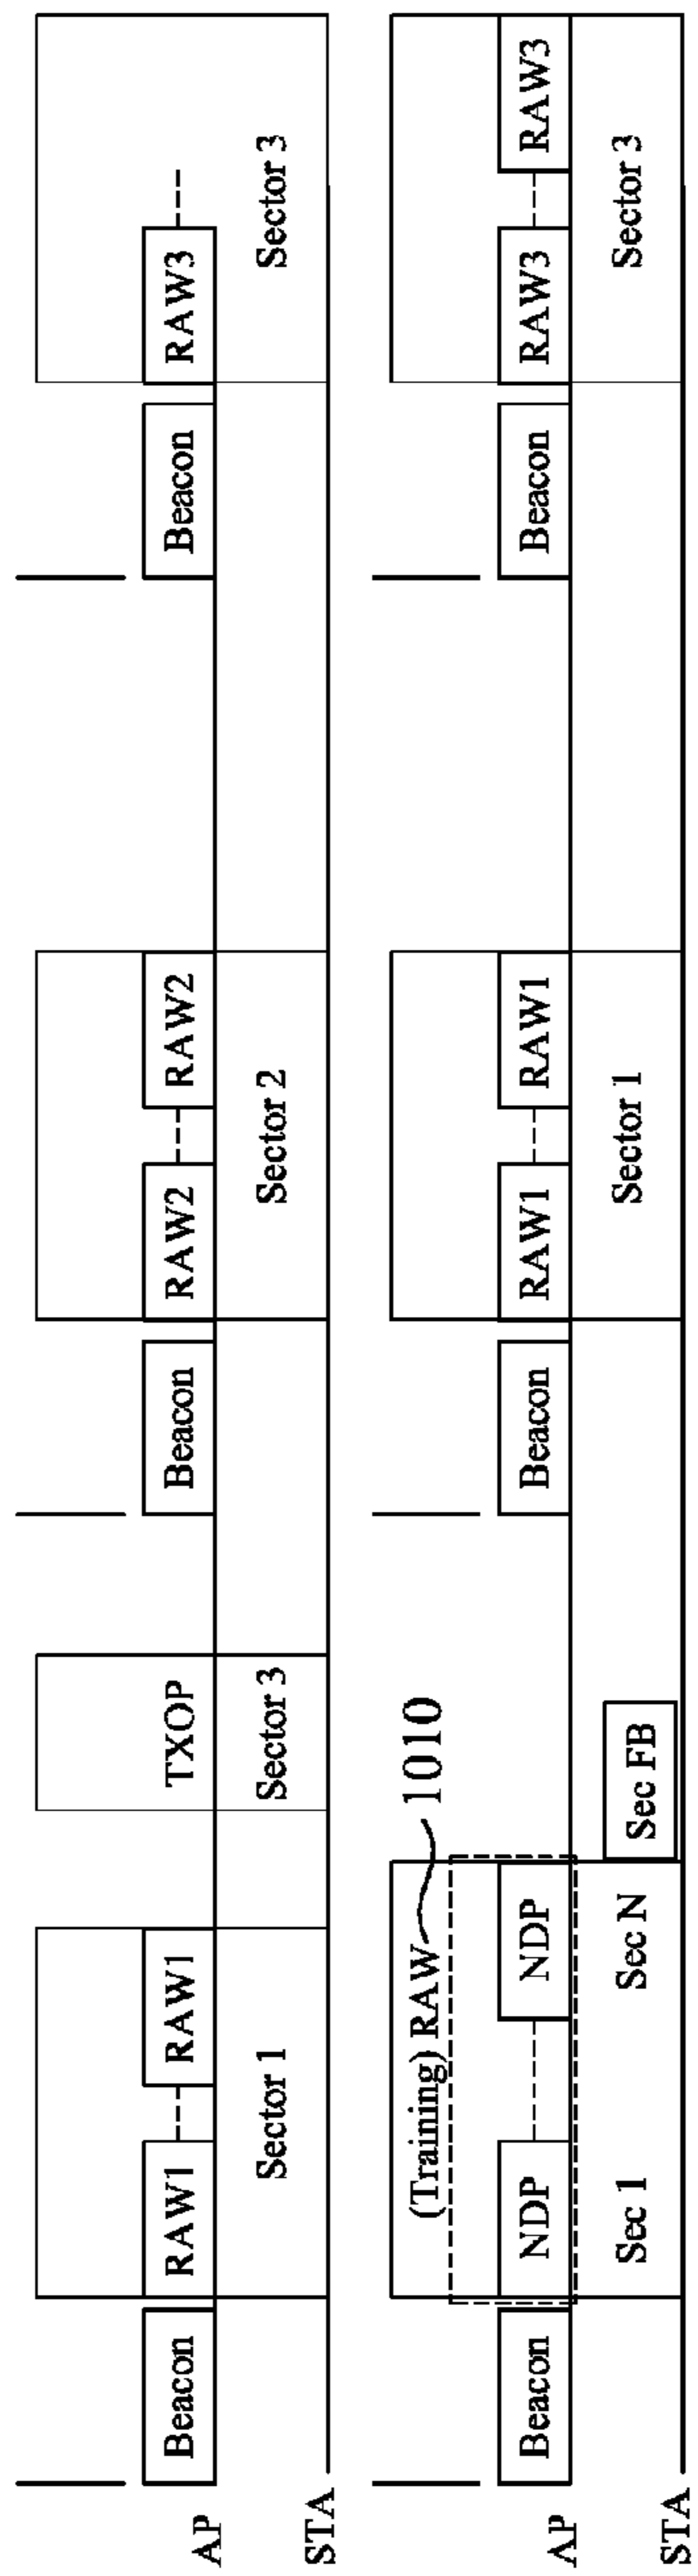 Beacon
RAW1
RAW1
TXOP
Beacon
RAW2
RAW2
Beacon
RAW3
AP
Sector 1
Sector 3
Sector 2
Sector 3
STA
(Training) RAW
1010
Beacon
NDP
NDP
Beacon
RAW1
RAW1
Beacon
RAW3
RAW3
AP
Sec 1
Sec N
Sec FB
Sector 1
Sector 3
STA